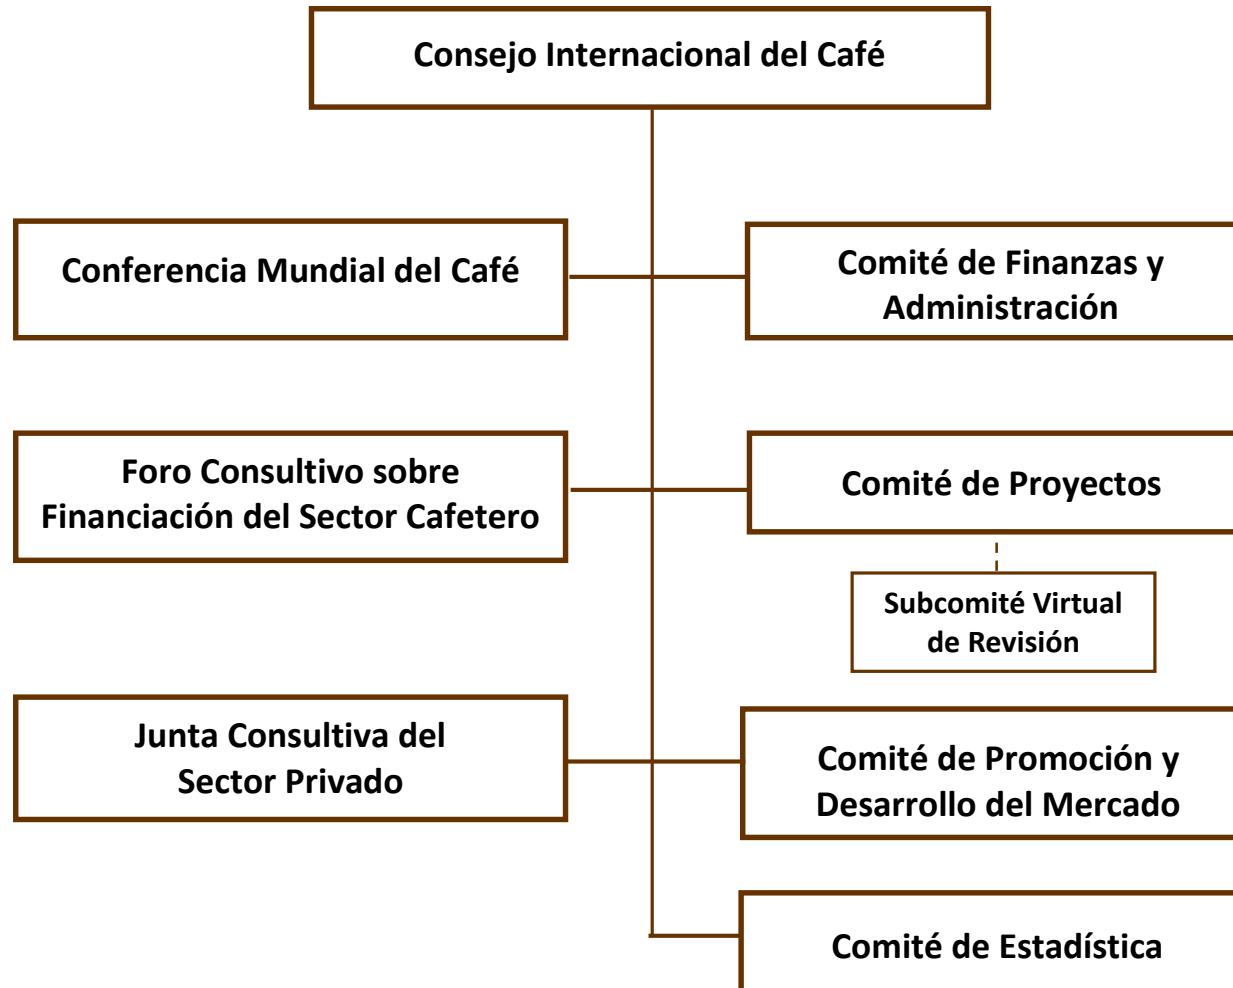 Consejo Internacional del Café
Conferencia Mundial del Café
Comité de Finanzas y
Administración
Foro Consultivo sobre
Financiación del Sector Cafetero
Comité de Proyectos
Subcomité Virtual
de Revisión
Junta Consultiva del
Sector Privado
Comité de Promoción y
Desarrollo del Mercado
Comité de Estadística